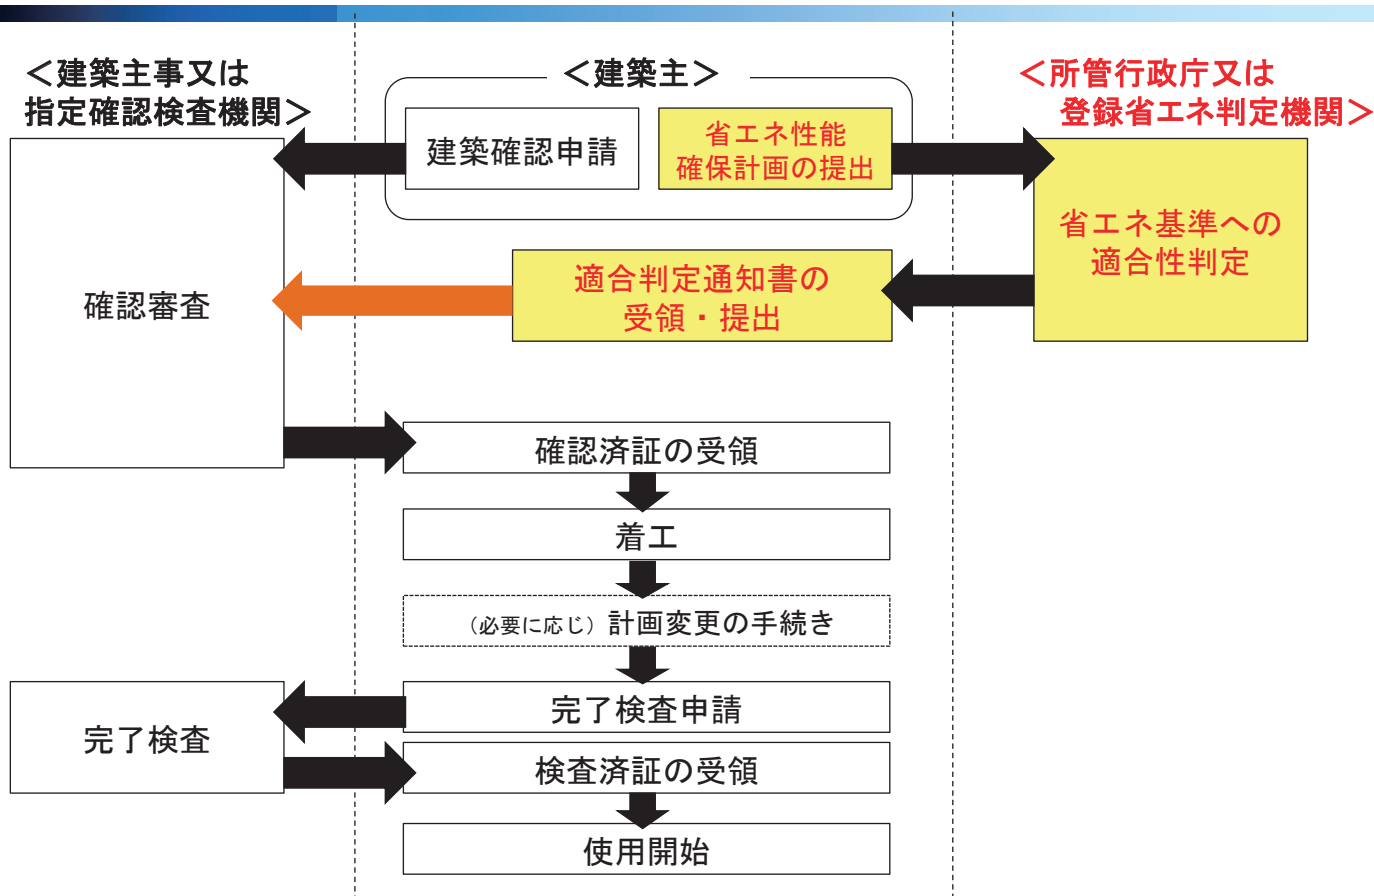 ＜建築主事又は
指定確認検査機関＞
＜建築主＞
＜所管行政庁又は
登録省エネ判定機関＞
建築確認申請
省エネ性能
確保計画の提出
省エネ基準への
適合性判定
適合判定通知書の
受領・提出
確認審査
確認済証の受領
着工
（必要に応じ）計画変更の手続き
完了検査申請
完了検査
検査済証の受領
使用開始